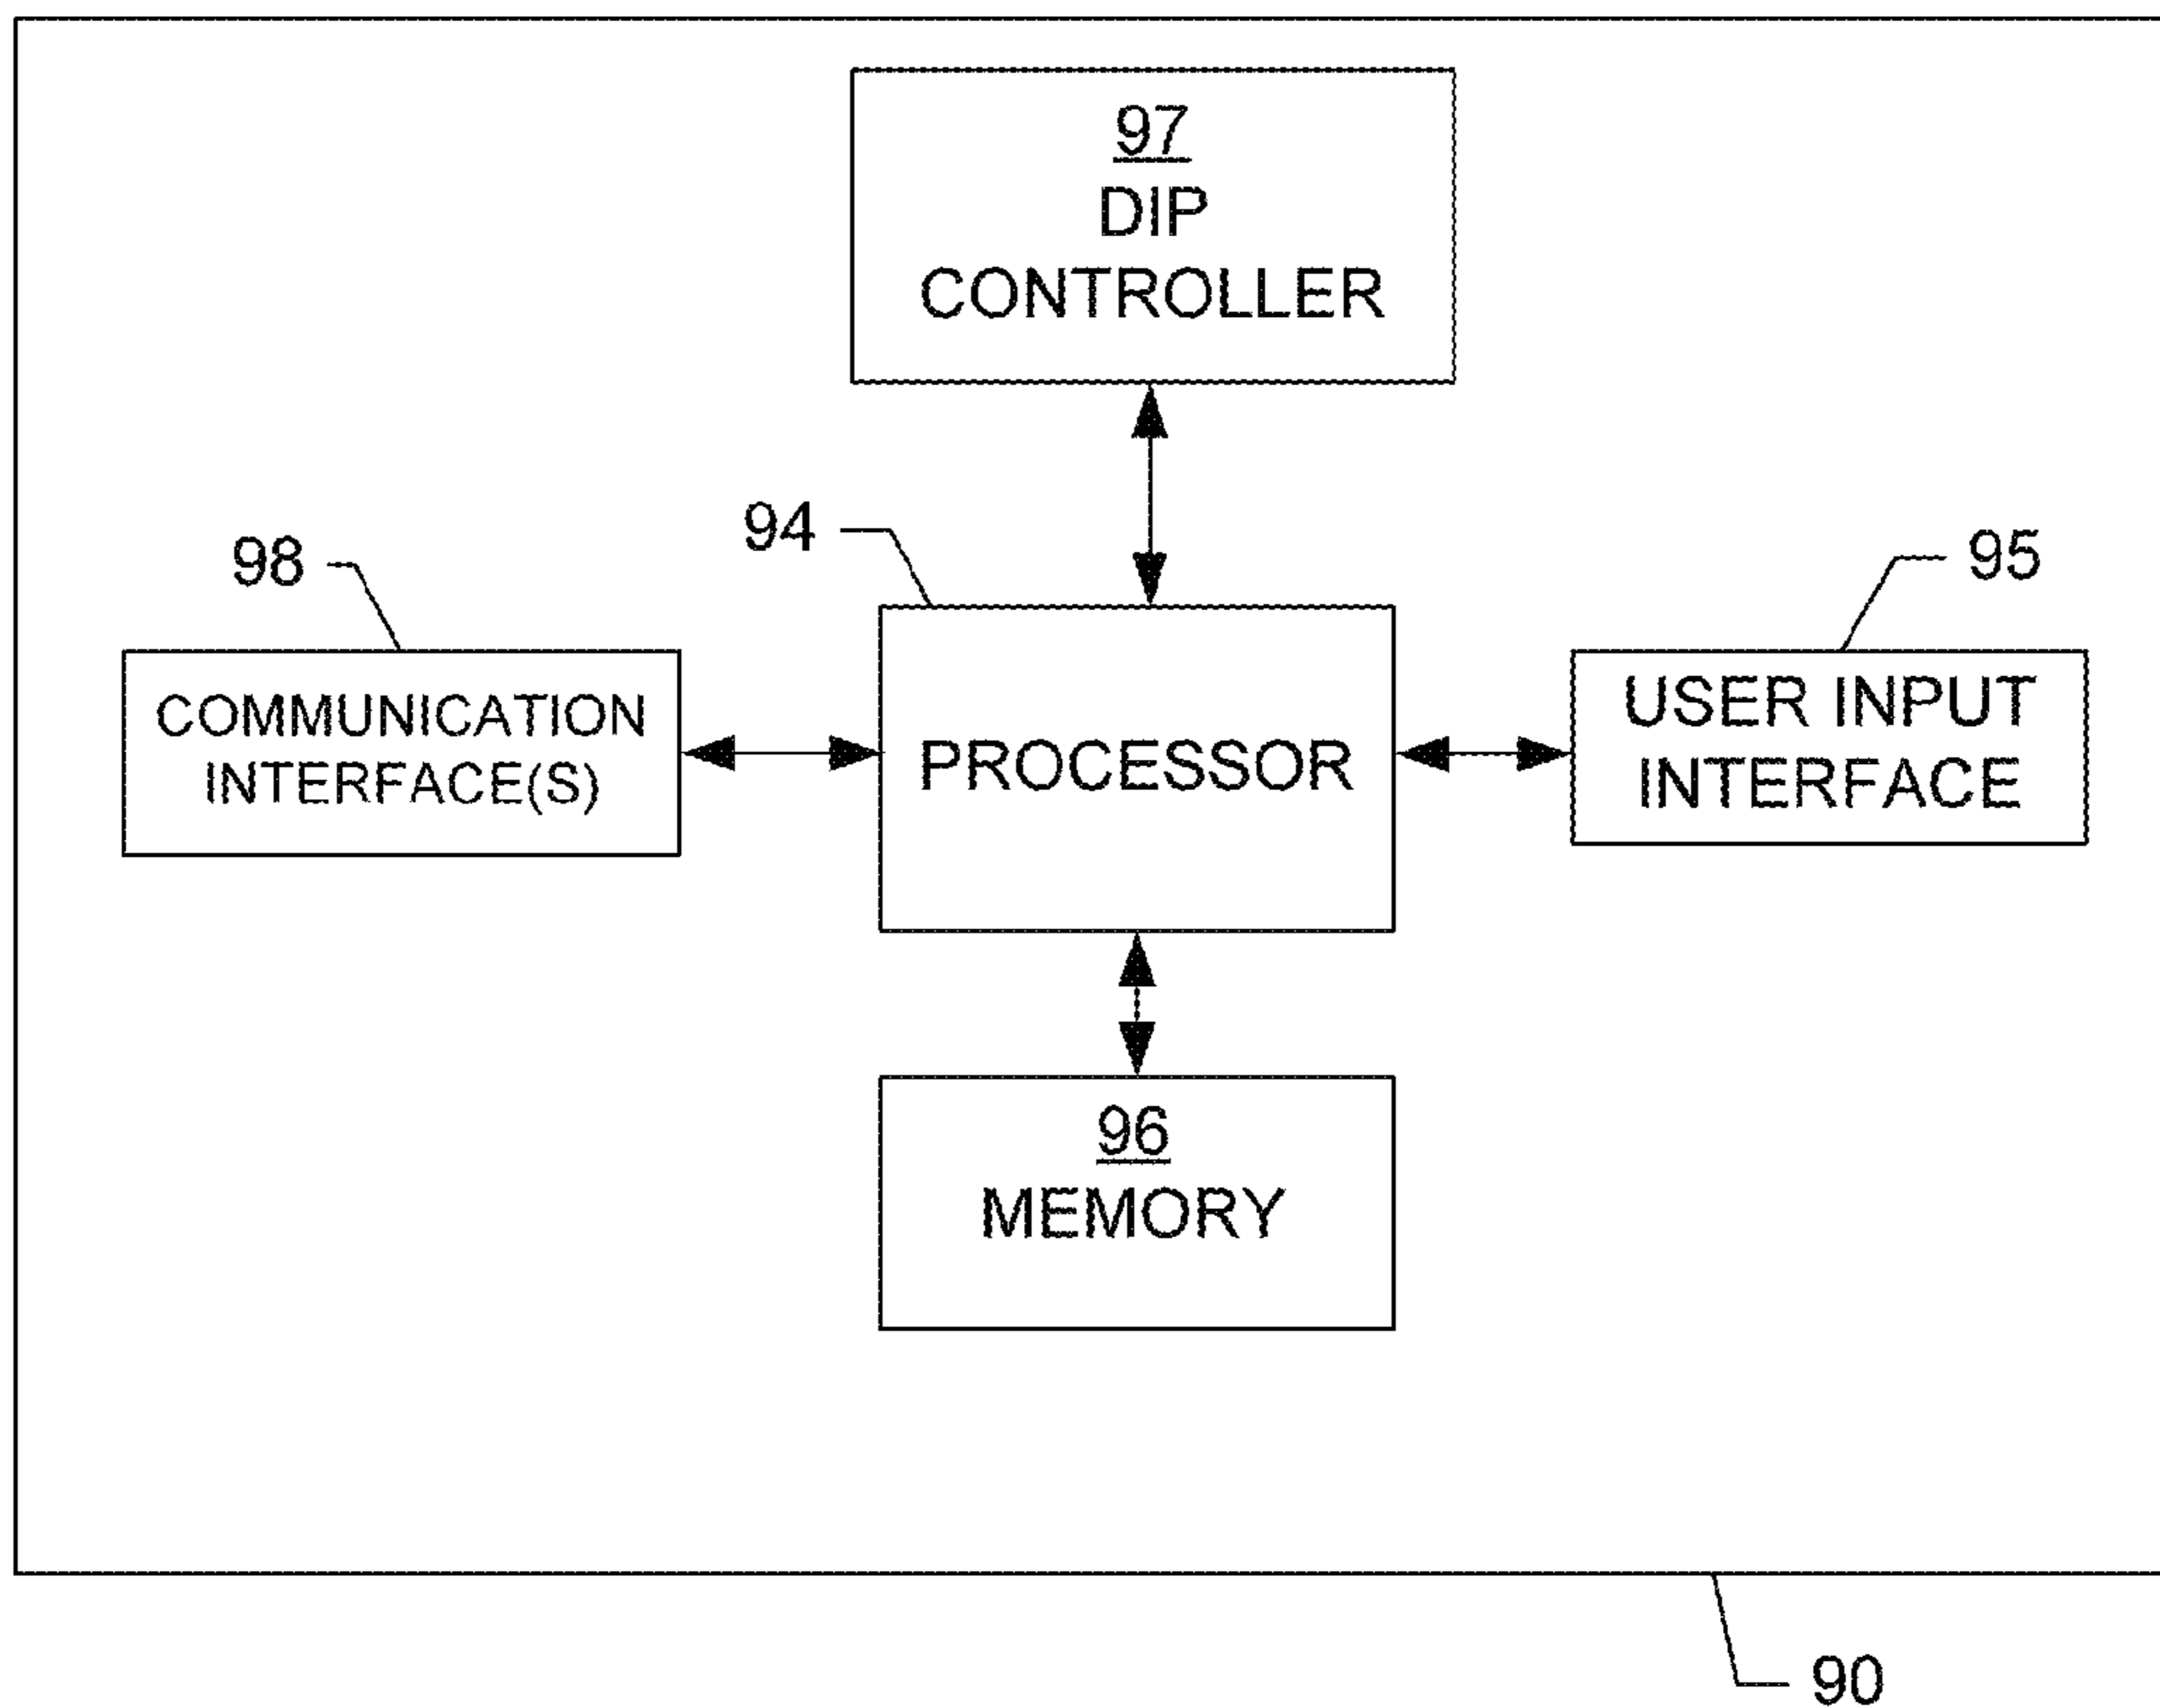 97
DIP
CONTROLLER
94
98
95
COMMUNICATION
INTERFACE(S)
PROCESSOR
USER INPUT
INTERFACE
96
MEMORY
90